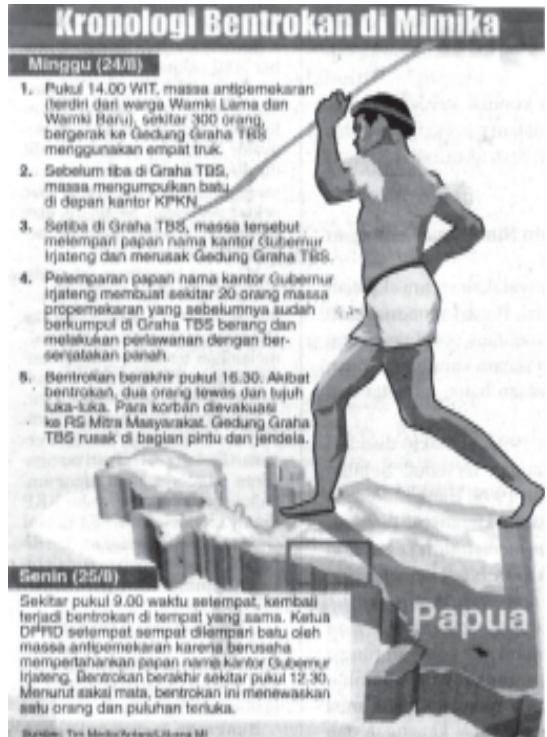 Kronologi Bentrokan di Mimika
Minggu (24/8)
1. Pukul 14.00 WIT, massa antipemekaran
(terdiri dari warga Wamki Lama dan
Wamki Baru), sekitar 300 orang,
bergerak ke Gedung Graha TBS
menggunakan empat truk.
2. Sebelum tiba di Graha TBS,
massa mengumpulkan batu
di depan kantor KPKN.
3. Setiba di Graha TBS, massa tersebut
melempari papan nama kantor Gubernur
Irjateng dan merusak Gedung Graha TBS.
4. Pelemparan papan nama kantor Gubernur
Irjateng membuat sekitar 20 orang massa
propemekaran yang sebelumnya sudah
berkumpul di Graha TBS berang dan
melakukan perlawanan dengan ber-
senjatakan panah.
5. Bentrokan berakhir pukul 16.30. Akibat
bentrokan, dua orang tewas dan tujuh
luka-luka. Para korban dievakuasi
ke RS Mitra Masyarakat. Gedung Graha
TBS rusak di bagian pintu dan jendela.
Senin (25/8)
Sekitar pukul 9.00 waktu setempat, kembali
terjadi bentrokan di tempat yang sama. Ketua
DPRD setempat sempat dilempari batu oleh
massa antipemekaran karena berusaha
mempertahankan papan nama kantor Gubernur
Irjateng. Bentrokan berakhir sekitar pukul 12.30.
Menurut saksi mata, bentrokan ini menewaskan
satu orang dan puluhan terluka.
Papua
Sumber: Tim Media/Antara/